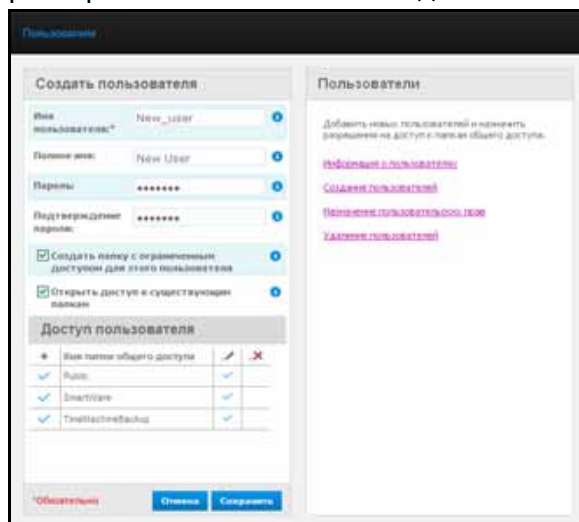 Пользователи
Создать пользователя
Имя пользователя:*
New_user
Полное имя:
New User
Пароль:
*******
Подтверждение пароля:
*******
Создать папку с ограниченным доступом для этого пользователя
Открыть доступ к существующим папкам
Доступ пользователя
Имя папки общего доступа
Public
SmartWare
TimeMachineBackup
*Обязательно
Отмена
Сохранить
Пользователи
Добавить новых пользователей и назначить
разрешения на доступ к папкам общего доступа.
Информация о пользователях
Создание пользователей
Назначение пользовательских прав
Удаление пользователей